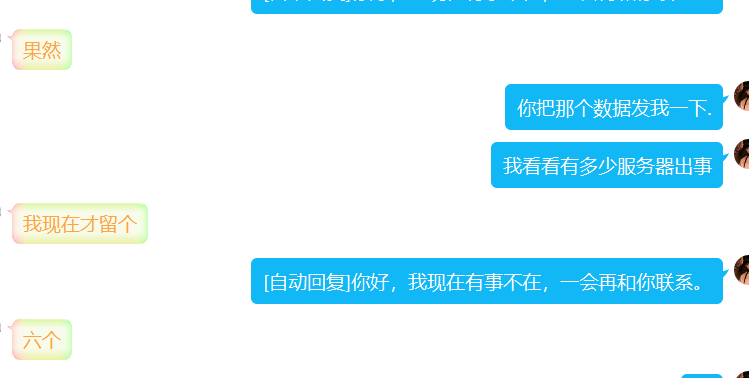 果然
你把那个数据发我一下.
我看看有多少服务器出事
我现在才留个
[自动回复]你好，我现在有事不在，一会再和你联系。
六个